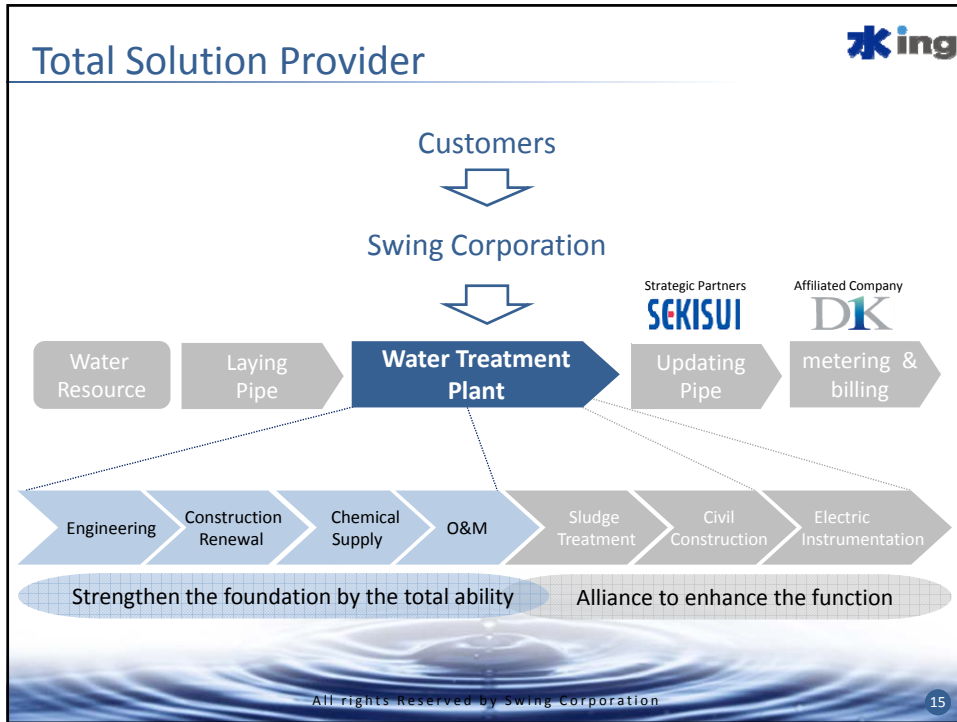 Total Solution Provider
水ing
Customers
Swing Corporation
Strategic Partners
SEKISUI
Affiliated Company
DK
Water
Resource
Laying
Pipe
Water Treatment
Plant
Updating
Pipe
metering &
billing
Engineering
Construction
Renewal
Chemical
Supply
O&M
Sludge
Treatment
Civil
Construction
Electric
Instrumentation
Strengthen the foundation by the total ability
Alliance to enhance the function
All rights Reserved by Swing Corporation
15